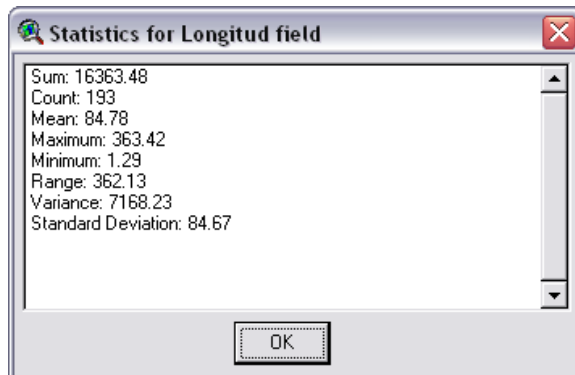 Statistics for Longitud field
Sum: 16363.48
Count: 193
Mean: 84.78
Maximum: 363.42
Minimum: 1.29
Range: 362.13
Variance: 7168.23
Standard Deviation: 84.67
OK